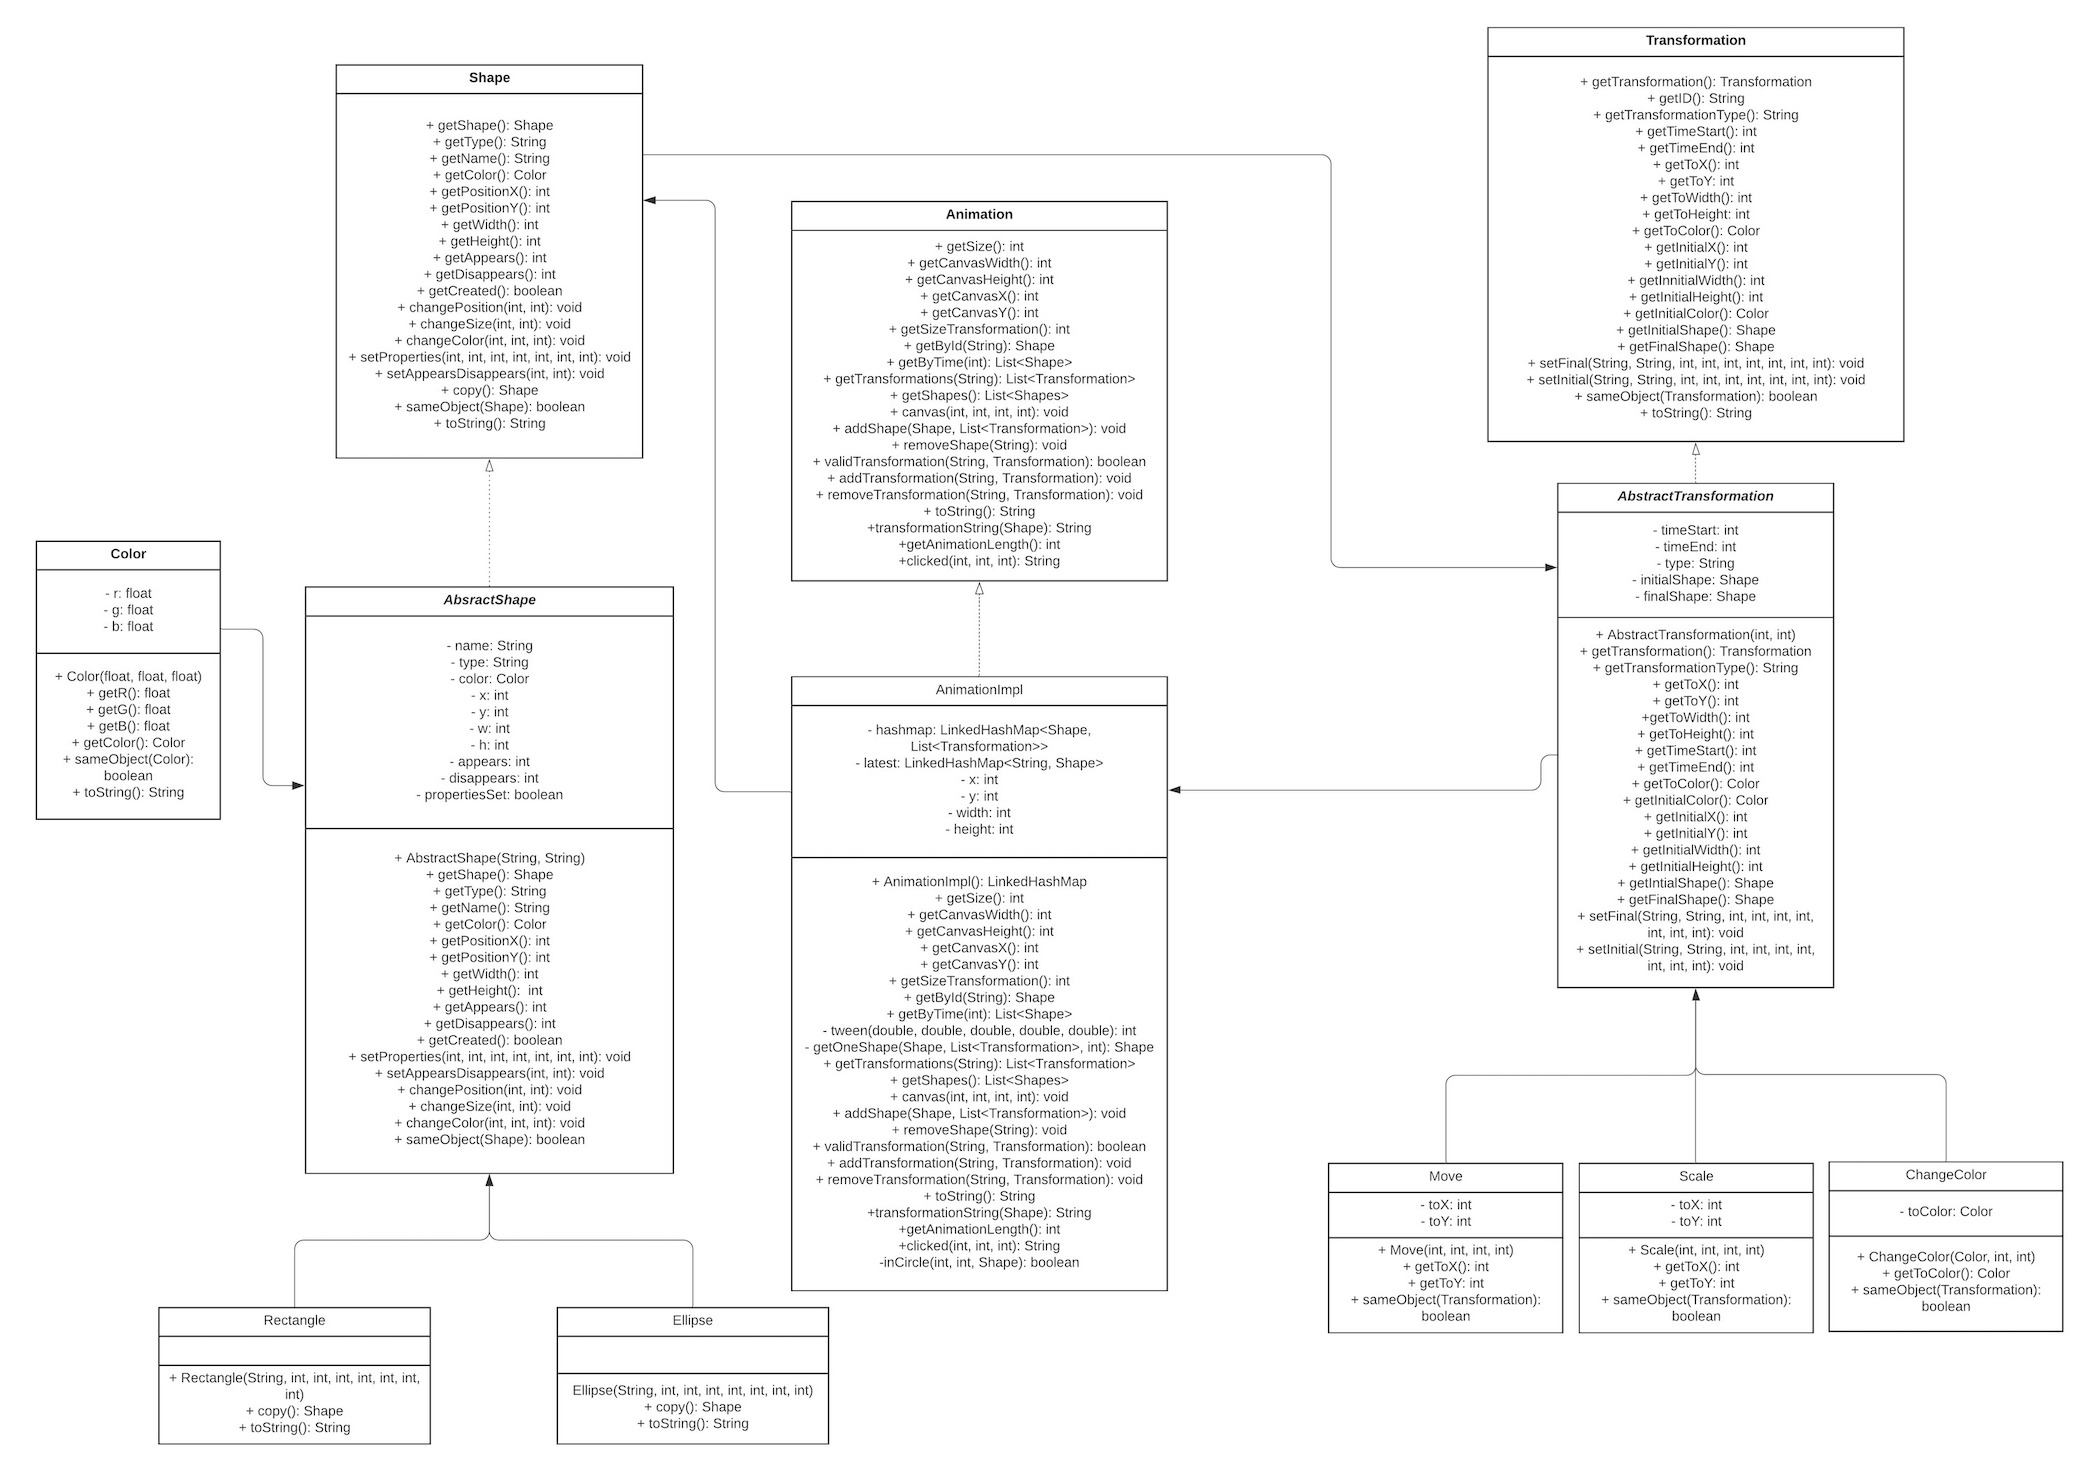 Shape
+ getShape(): Shape
+ getType(): String
+ getName(): String
+ getColor(): Color
+ getPositionX(): int
+ getPositionY(): int
+ getWidth(): int
+ getHeight(): int
+ getAppears(): int
+ getDisappears(): int
+ getCreated(): boolean
+ changePosition(int, int): void
+ changeSize(int, int): void
+ changeColor(int, int, int): void
+ setProperties(int, int, int, int, int, int, int): void
+ setAppearsDisappears(int, int): void
+ copy(): Shape
+ sameObject(Shape): boolean
+ toString(): String
Animation
+ getSize(): int
+ getCanvasWidth(): int
+ getCanvasHeight(): int
+ getCanvasX(): int
+ getCanvasY(): int
+ getSizeTransformation(): int
+ getById(String): Shape
+ getByTime(int): List<Shape>
+ getTransformations(String): List<Transformation>
+ getShapes(): List<Shapes>
+ canvas(int, int, int, int): void
+ addShape(Shape, List<Transformation>): void
+ removeShape(String): void
+ validTransformation(String, Transformation): boolean
+ addTransformation(String, Transformation): void
+ removeTransformation(String, Transformation): void
+ toString(): String
+transformationString(Shape): String
+getAnimationLength(): int
+clicked(int, int, int): String
Transformation
+ getTransformation(): Transformation
+ getID(): String
+ getTransformationType(): String
+ getTimeStart(): int
+ getTimeEnd(): int
+ getToX(): int
+ getToY: int
+ getToWidth(): int
+ getToHeight: int
+ getToColor(): Color
+ getInitialX(): int
+ getInitialY(): int
+ getInnitialWidth(): int
+ getInitialHeight(): int
+ getInitialColor(): Color
+ getInitialShape(): Shape
+ getFinalShape(): Shape
+ setFinal(String, String, int, int, int, int, int, int, int): void
+ setInitial(String, String, int, int, int, int, int, int, int): void
+ sameObject(Transformation): boolean
+ toString(): String
Color
- r: float
- g: float
- b: float
+ Color(float, float, float)
+ getR(): float
+ getG(): float
+ getB(): float
+ getColor(): Color
+ sameObject(Color):
boolean
+ toString(): String
AbsractShape
- name: String
- type: String
- color: Color
- x: int
- y: int
- w: int
- h: int
- appears: int
- disappears: int
- propertiesSet: boolean
+ AbstractShape(String, String)
+ getShape(): Shape
+ getType(): String
+ getName(): String
+ getColor(): Color
+ getPositionX(): int
+ getPositionY(): int
+ getWidth(): int
+ getHeight():  int
+ getAppears(): int
+ getDisappears(): int
+ getCreated(): boolean
+ setProperties(int, int, int, int, int, int, int): void
+ setAppearsDisappears(int, int): void
+ changePosition(int, int): void
+ changeSize(int, int): void
+ changeColor(int, int, int): void
+ sameObject(Shape): boolean
AnimationImpl
- hashmap: LinkedHashMap<Shape,
List<Transformation>>
- latest: LinkedHashMap<String, Shape>
- x: int
- y: int
- width: int
- height: int
+ AnimationImpl(): LinkedHashMap
+ getSize(): int
+ getCanvasWidth(): int
+ getCanvasHeight(): int
+ getCanvasX(): int
+ getCanvasY(): int
+ getSizeTransformation(): int
+ getById(String): Shape
+ getByTime(int): List<Shape>
- tween(double, double, double, double, double): int
- getOneShape(Shape, List<Transformation>, int): Shape
+ getTransformations(String): List<Transformation>
+ getShapes(): List<Shapes>
+ canvas(int, int, int, int): void
+ addShape(Shape, List<Transformation>): void
+ removeShape(String): void
+ validTransformation(String, Transformation): boolean
+ addTransformation(String, Transformation): void
+ removeTransformation(String, Transformation): void
+ toString(): String
+transformationString(Shape): String
+getAnimationLength(): int
+clicked(int, int, int): String
-inCircle(int, int, Shape): boolean
AbstractTransformation
- timeStart: int
- timeEnd: int
- type: String
- initialShape: Shape
- finalShape: Shape
+ AbstractTransformation(int, int)
+ getTransformation(): Transformation
+ getTransformationType(): String
+ getToX(): int
+ getToY(): int
+getToWidth(): int
+ getToHeight(): int
+ getTimeStart(): int
+ getTimeEnd(): int
+ getToColor(): Color
+ getInitialColor(): Color
+ getInitialX(): int
+ getInitialY(): int
+ getInitialWidth(): int
+ getInitialHeight(): int
+ getIntialShape(): Shape
+ getFinalShape(): Shape
+ setFinal(String, String, int, int, int, int,
int, int, int): void
+ setInitial(String, String, int, int, int, int,
int, int, int): void
Rectangle
+ Rectangle(String, int, int, int, int, int, int,
int)
+ copy(): Shape
+ toString(): String
Ellipse
Ellipse(String, int, int, int, int, int, int, int)
+ copy(): Shape
+ toString(): String
Move
- toX: int
- toY: int
+ Move(int, int, int, int)
+ getToX(): int
+ getToY: int
+ sameObject(Transformation):
boolean
Scale
- toX: int
- toY: int
+ Scale(int, int, int, int)
+ getToX(): int
+ getToY: int
+ sameObject(Transformation):
boolean
ChangeColor
- toColor: Color
+ ChangeColor(Color, int, int)
+ getToColor(): Color
+ sameObject(Transformation):
boolean